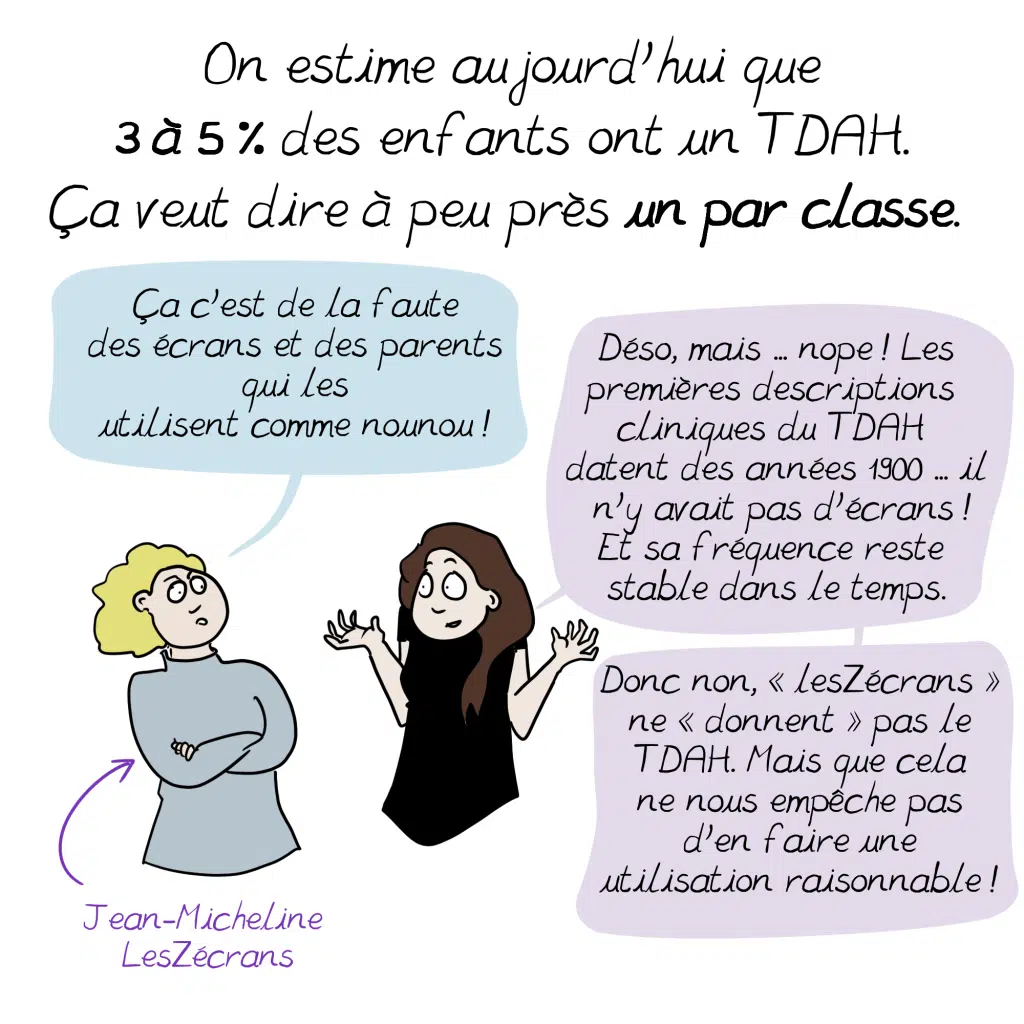 On estime aujourd'hui que
3 à 5 % des enfants ont un TDAH.
Ça veut dire à peu près un par classe.
Ça c'est de la faute
des écrans et des parents
qui les
utilisent comme nounou !
Déso, mais ... nope ! Les
premières descriptions
cliniques du TDAH
datent des années 1900 ... il
n'y avait pas d'écrans !
Et sa fréquence reste
stable dans le temps.
Donc non, « lesZécrans »
ne « donnent » pas le
TDAH. Mais que cela
ne nous empêche pas
d'en faire une
utilisation raisonnable !
Jean-Micheline
LesZécrans